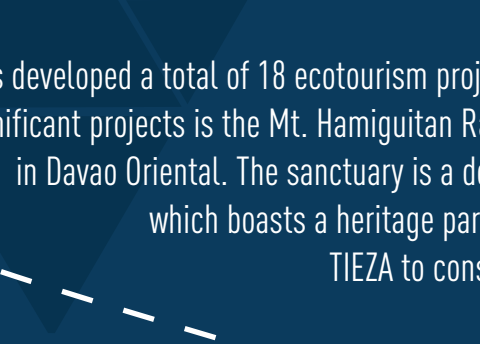 s developed a total of 18 ecotourism proj
nificant projects is the Mt. Hamiguitan Ra
in Davao Oriental. The sanctuary is a de
which boasts a heritage par
TIEZA to cons